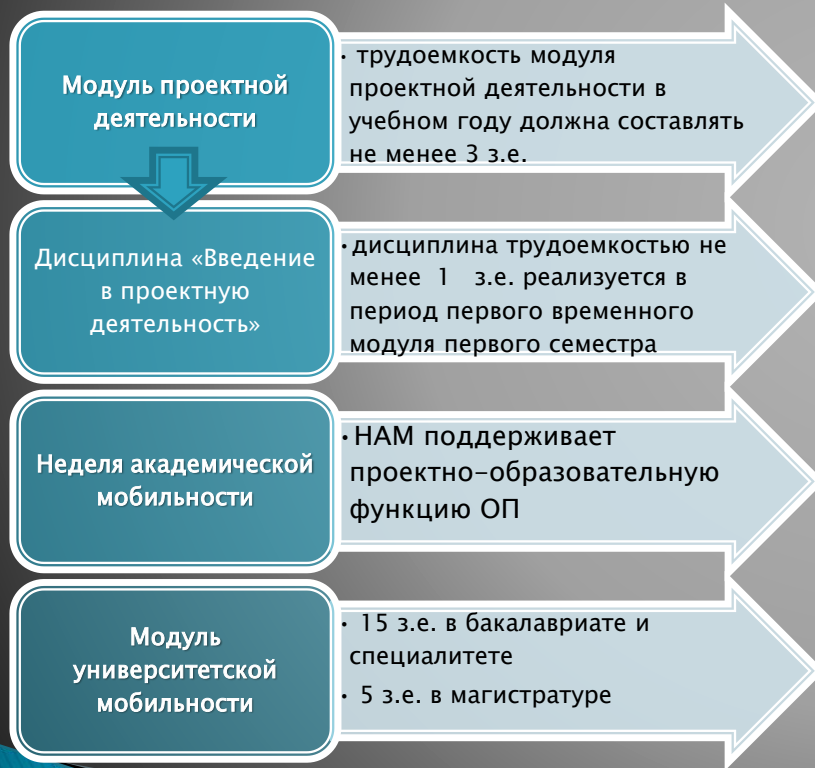 Модуль проектной
деятельности
• трудоемкость модуля
проектной деятельности в
учебном году должна составлять
не менее 3 з.е.
Дисциплина «Введение
в проектную
деятельность»
•дисциплина трудоемкостью не
менее 1 з.е. реализуется в
период первого временного
модуля первого семестра
Неделя академической
мобильности
•НАМ поддерживает
проектно-образовательную
функцию ОП
Модуль
университетской
мобильности
• 15 з.е. в бакалавриате и
специалитете
• 5 з.е. в магистратуре